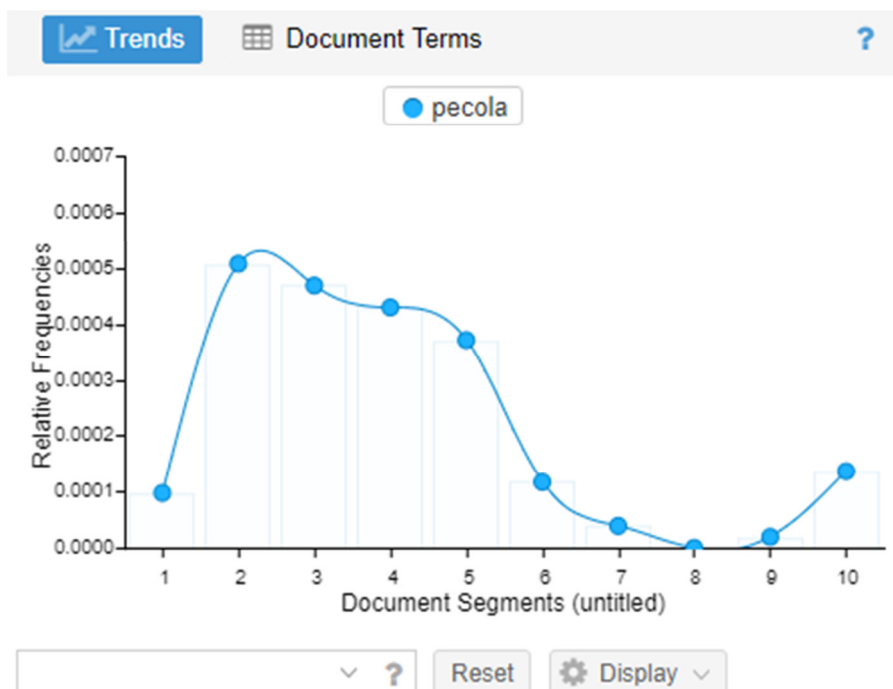 Trends Document Terms ?
pecola
0.0007
0.0006
0.0005
0.0004
0.0003
0.0002
0.0001
0.0000
Relative Frequencies
1 2 3 4 5 6 7 8 9 10
Document Segments (untitled)
? Reset Display